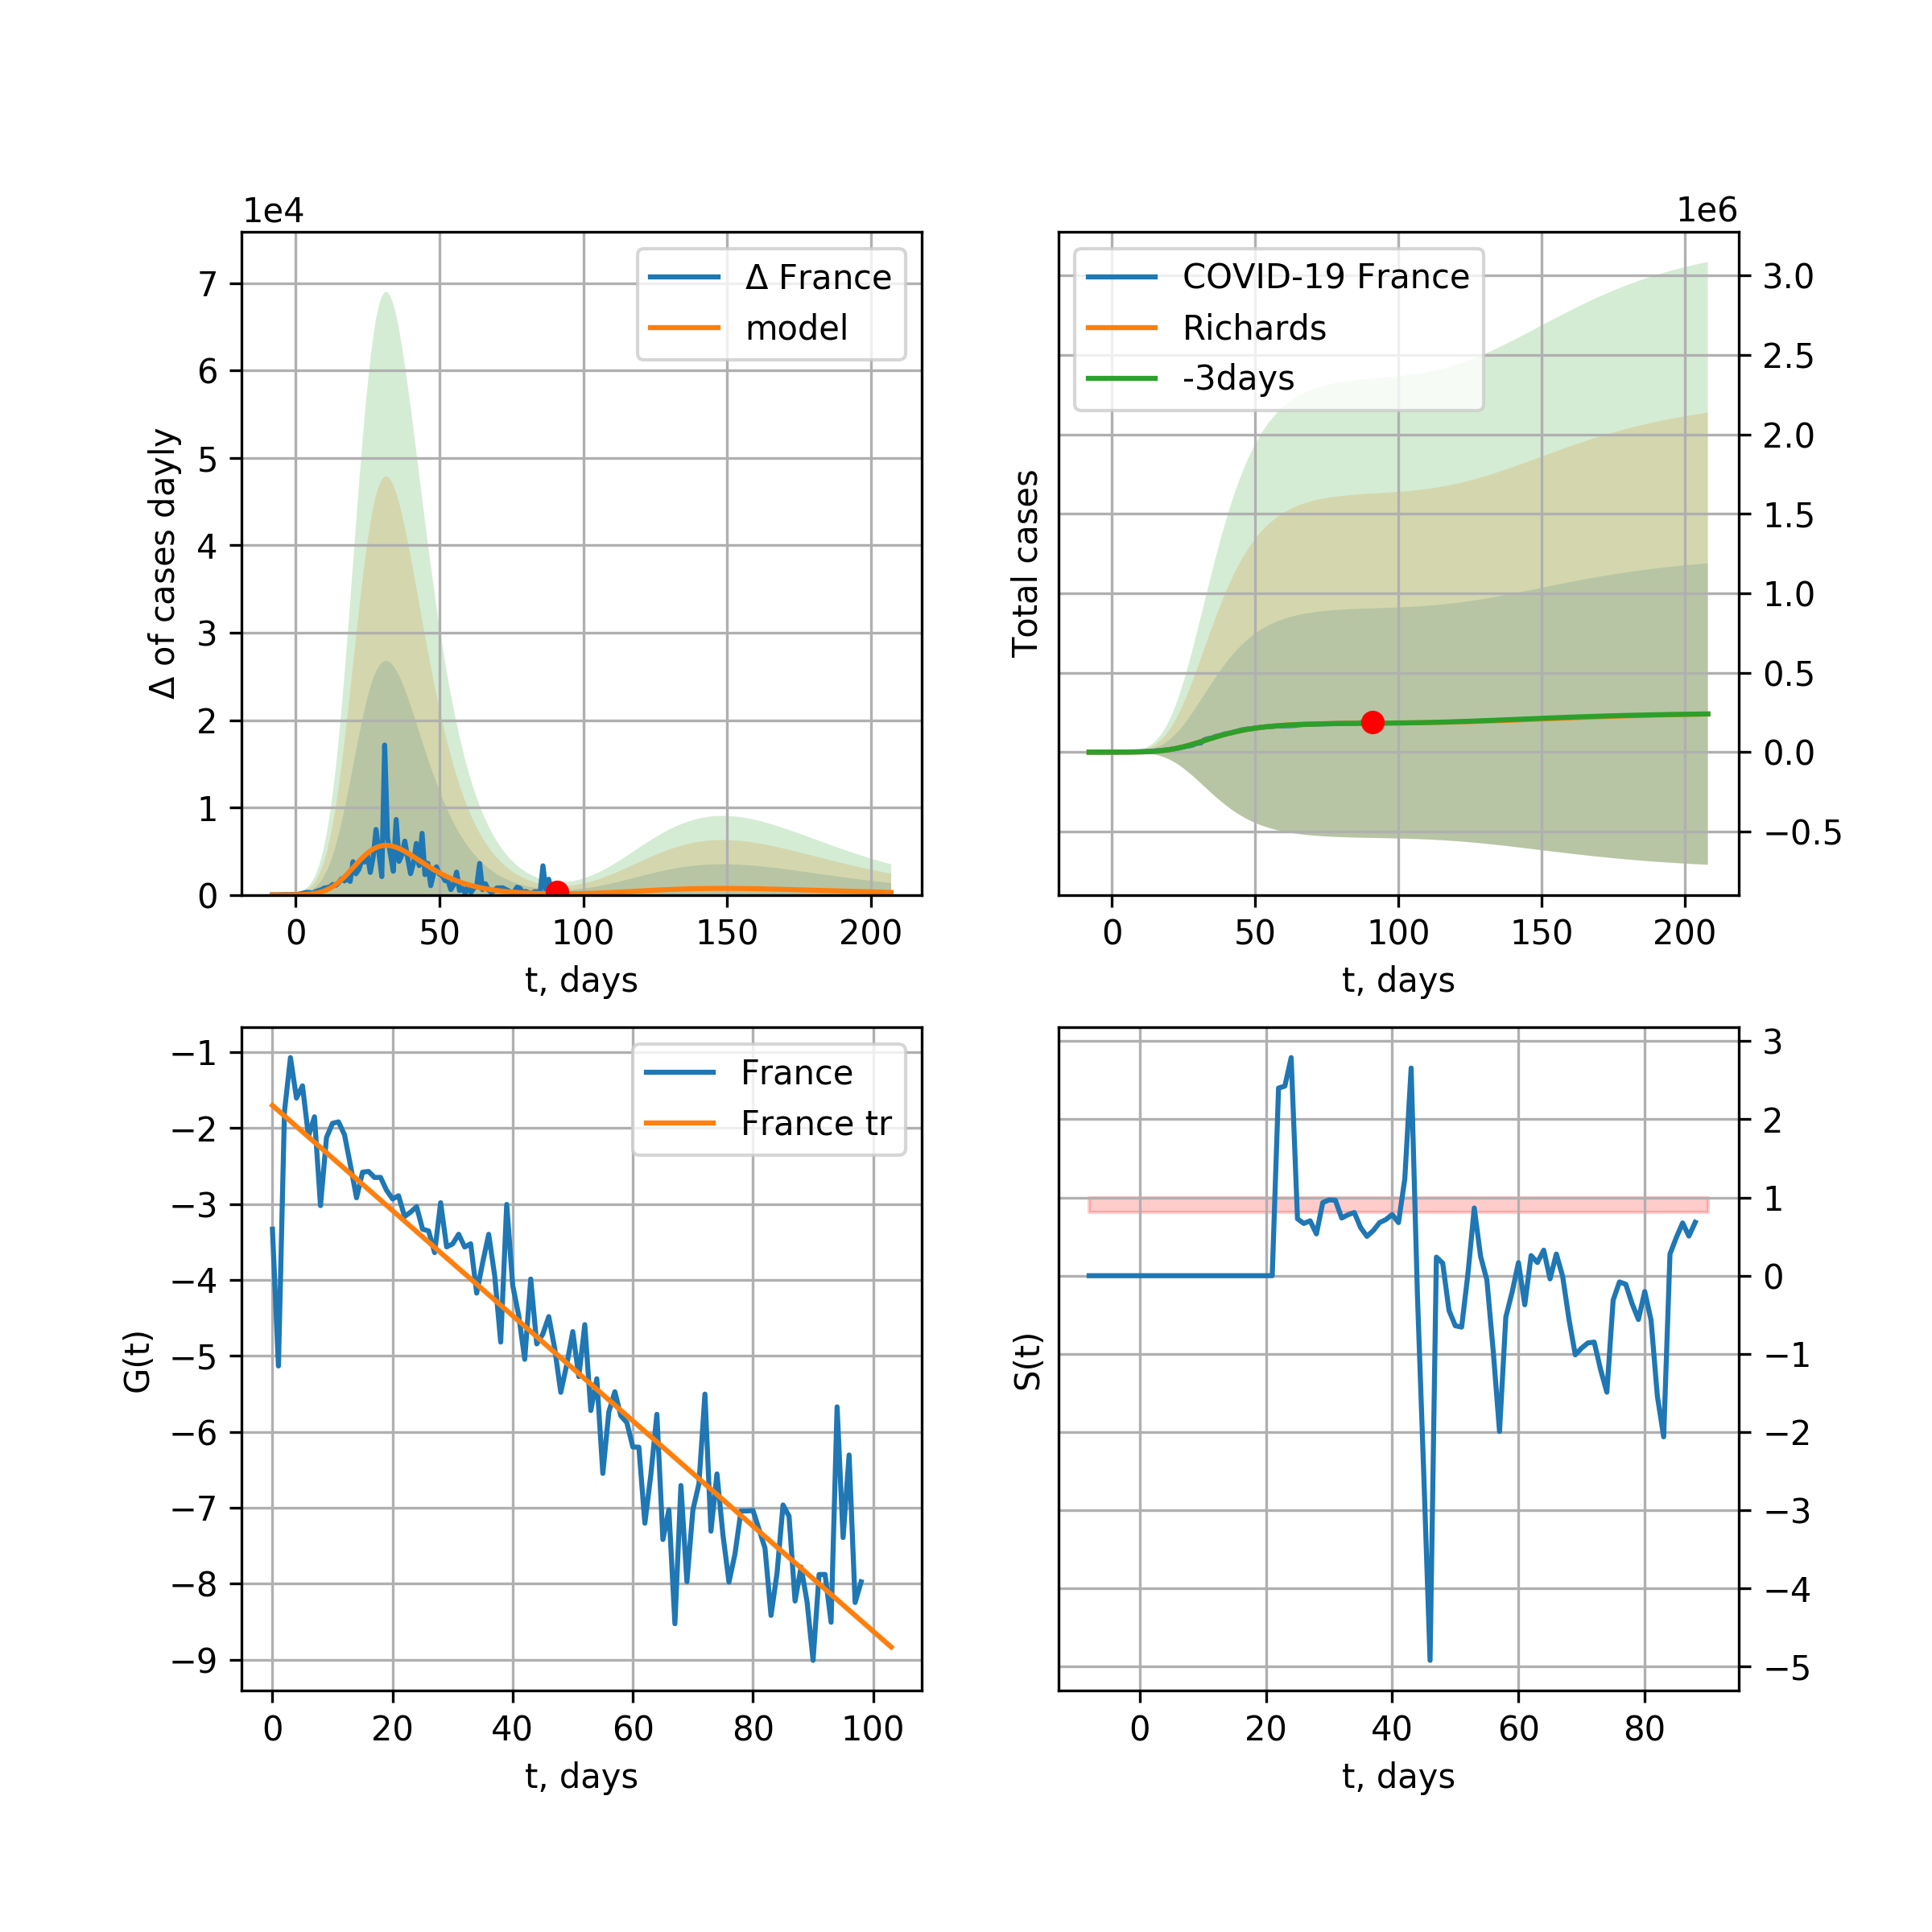 1e4
Δ of cases dayly
7
6
5
4
3
2
1
0
Δ France
model
0 50 100 150 200
t, days
1e6
Total cases
COVID-19 France
Richards
-3days
3.0
2.5
2.0
1.5
1.0
0.5
0.0
−0.5
0 50 100 150 200
t, days
G(t)
−1
−2
−3
−4
−5
−6
−7
−8
−9
France
France tr
0 20 40 60 80 100
t, days
S(t)
3
2
1
0
−1
−2
−3
−4
−5
0 20 40 60 80
t, days